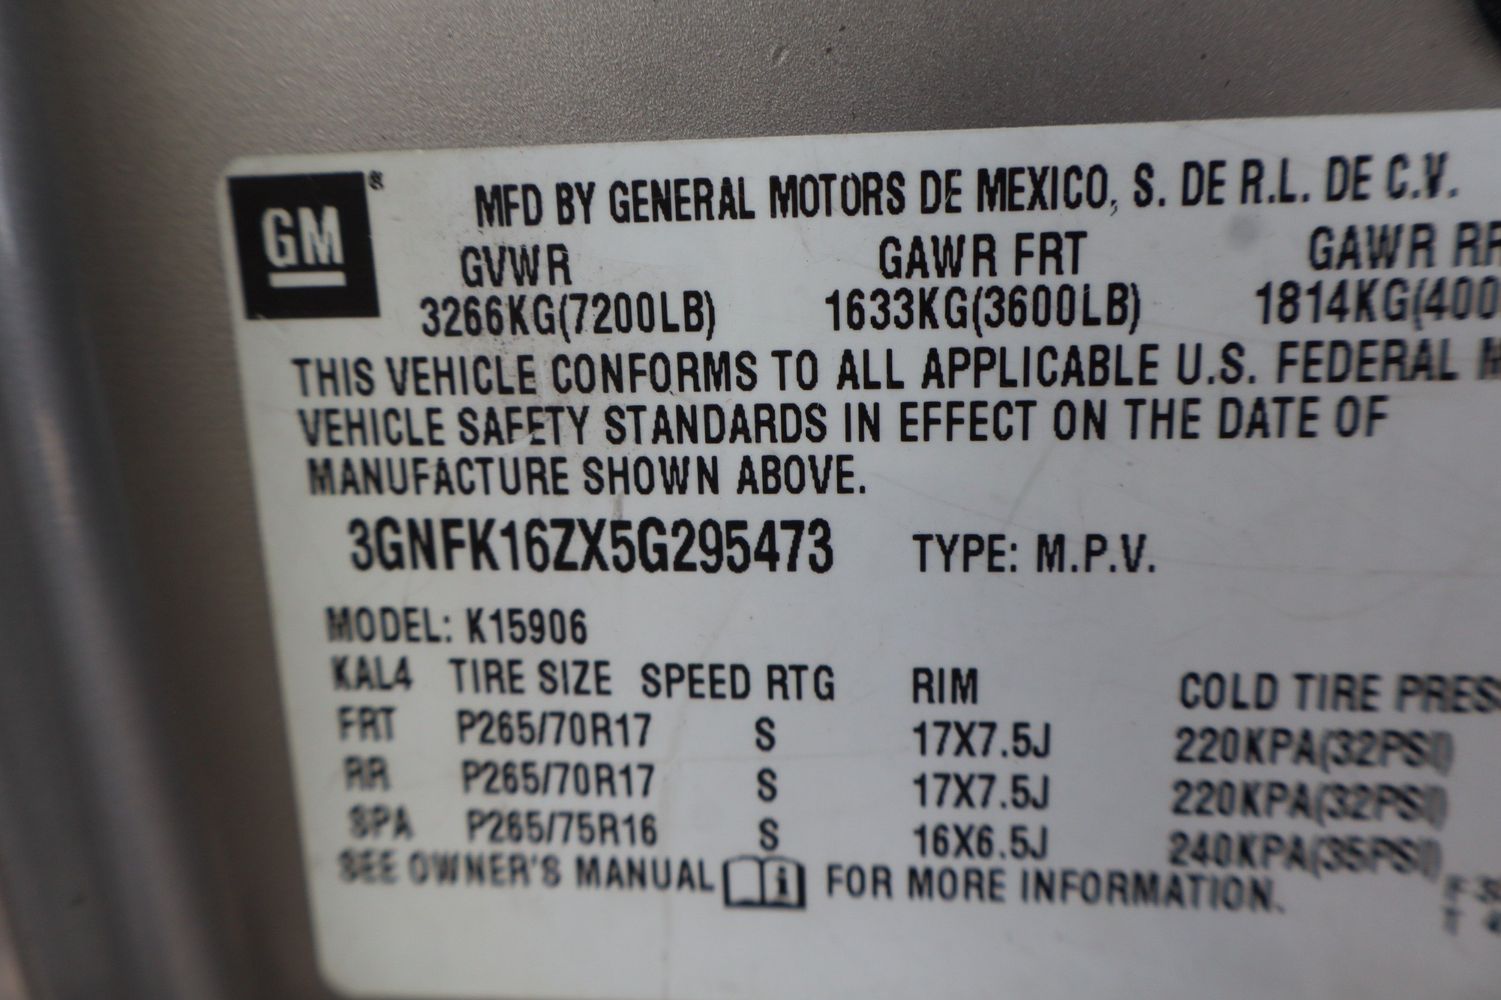 GM®
MFD BY GENERAL MOTORS DE MEXICO, S. DE R.L. DE C.V.
GVWR GAWR FRT GAWR RR
3266KG(7200LB) 1633KG(3600LB) 1814KG(400
THIS VEHICLE CONFORMS TO ALL APPLICABLE U.S. FEDERAL
VEHICLE SAFETY STANDARDS IN EFFECT ON THE DATE OF
MANUFACTURE SHOWN ABOVE.
3GNFK16ZX5G295473 TYPE: M.P.V.
MODEL: K15906
KAL4 TIRE SIZE SPEED RTG RIM COLD TIRE PRES
FRT P265/70R17 S 17X7.5J 220KPA(32PSI)
RR P265/70R17 S 17X7.5J 220KPA(32PSI)
SPA P265/75R16 S 16X6.5J 240KPA(35PSI)
SEE OWNER'S MANUAL i FOR MORE INFORMATION.